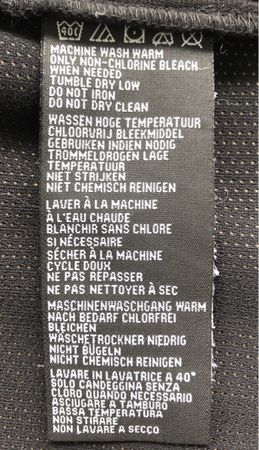 40C
MACHINE WASH WARM
ONLY NON-CHLORINE BLEACH
WHEN NEEDED
TUMBLE DRY LOW
DO NOT IRON
DO NOT DRY CLEAN
WASSEN HOGE TEMPERATUUR
CHLOORVRIJ BLEEKMIDDEL
GEBRUIKEN INDIEN NODIG
TROMMELDROGEN LAGE
TEMPERATUUR
NIET STRIJKEN
NIET CHEMISCH REINIGEN
LAVER À LA MACHINE
À L'EAU CHAUDE
BLANCHIR SANS CHLORE
SI NÉCESSAIRE
SÉCHER À LA MACHINE
CYCLE DOUX
NE PAS REPASSER
NE PAS NETTOYER À SEC
MASCHINENWASCHGANG WARM
NACH BEDARF CHLORFREI
BLEICHEN
WÄSCHETROCKNER NIEDRIG
NICHT BÜGELN
NICHT CHEMISCH REINIGEN
LAVARE IN LAVATRICE A 40°
SOLO CANDEGGINA SENZA
CLORO QUANDO NECESSARIO
ASCIUGARE A TAMBURO
BASSA TEMPERATURA
NON STIRARE
NON LAVARE A SECCO